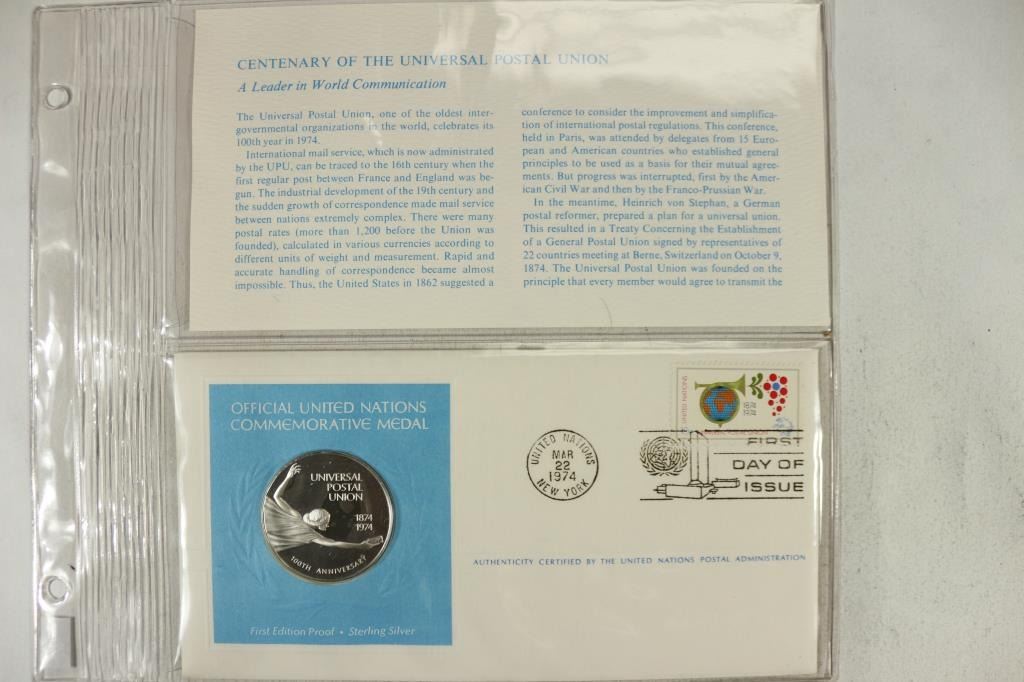 CENTENARY OF THE UNIVERSAL POSTAL UNION
A Leader in World Communication
The Universal Postal Union, one of the oldest inter-
governmental organizations in the world, celebrates its
100th year in 1974.
International mail service, which is now administrated
by the UPU, can be traced to the 16th century when the
first regular post between France and England was be-
gun. The industrial development of the 19th century and
the sudden growth of correspondence made mail service
between nations extremely complex. There were many
postal rates (more than 1,200 before the Union was
founded), calculated in various currencies according to
different units of weight and measurement. Rapid and
accurate handling of correspondence became almost
impossible. Thus, the United States in 1862 suggested a
conference to consider the improvement and simplifica-
tion of international postal regulations. This conference,
held in Paris, was attended by delegates from 15 Euro-
pean and American countries who established general
principles to be used as a basis for their mutual agree-
ments. But progress was interrupted, first by the Amer-
ican Civil War and then by the Franco-Prussian War.
In the meantime, Heinrich von Stephan, a German
postal reformer, prepared a plan for a universal union.
This resulted in a Treaty Concerning the Establishment
of a General Postal Union signed by representatives of
22 countries meeting at Berne, Switzerland on October 9,
1874. The Universal Postal Union was founded on the
principle that every member would agree to transmit the
OFFICIAL UNITED NATIONS
COMMEMORATIVE MEDAL
UNIVERSAL
POSTAL
UNION
1874
1974
100TH ANNIVERSARY
First Edition Proof • Sterling Silver
UNITED NATIONS
MAR
22
1974
NEW YORK
UNITED NATIONS
1874
1974
FIRST
DAY OF
ISSUE
AUTHENTICITY CERTIFIED BY THE UNITED NATIONS POSTAL ADMINISTRATION